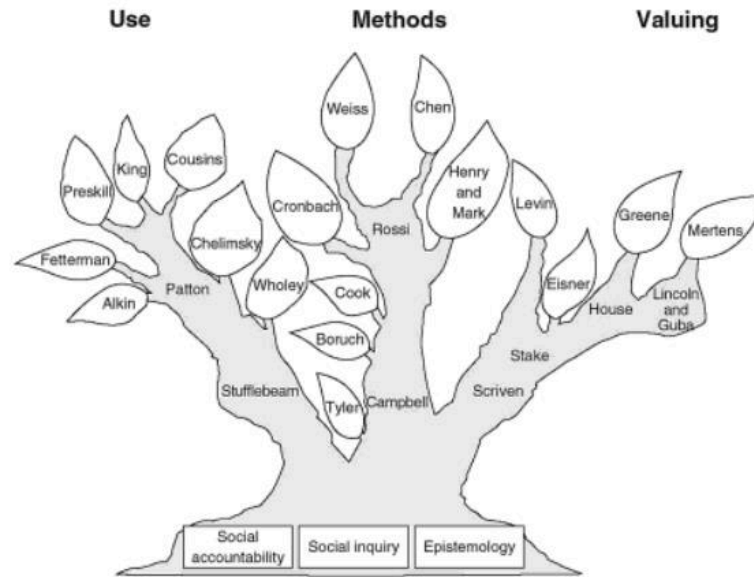 Use
Methods
Valuing
Weiss
Chen
King
Cousins
Preskill
Henry
and
Mark
Cronbach
Levin
Greene
Mertens
Rossi
Chelimsky
Fetterman
Wholey
Patton
Alkin
Cook
Eisner
House
Lincoln
and
Guba
Boruch
Stake
Stufflebeam
Scriven
Tyler
Campbell
Social
accountability
Social inquiry
Epistemology